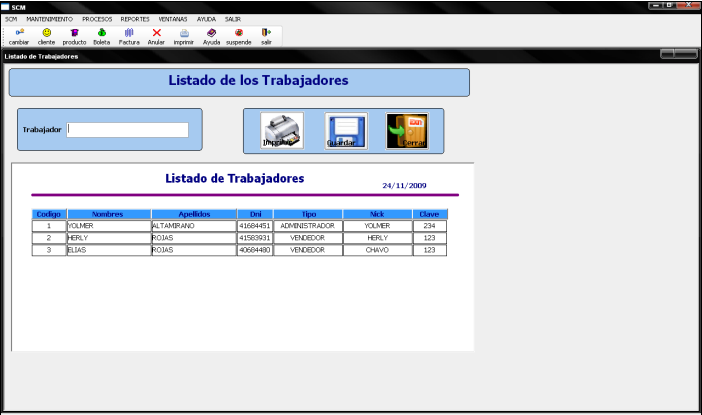 SCM
SCM MANTENIMIENTO PROCESOS REPORTES VENTANAS AYUDA SALIR
cambiar cliente producto Boleta Factura Anular imprimir Ayuda suspende salir
Listado de Trabajadores
Listado de los Trabajadores
Trabajador
Imprimir Guardar Cerrar
EXIT
Listado de Trabajadores
24/11/2009
Codigo Nombres Apellidos Dni Tipo Nick Clave
1 YOLMER ALTAMIRANO 41684451 ADMINISTRADOR YOLMER 234
2 HERLY ROJAS 41583931 VENDEDOR HERLY 123
3 ELIAS ROJAS 40684480 VENDEDOR CHAVO 123